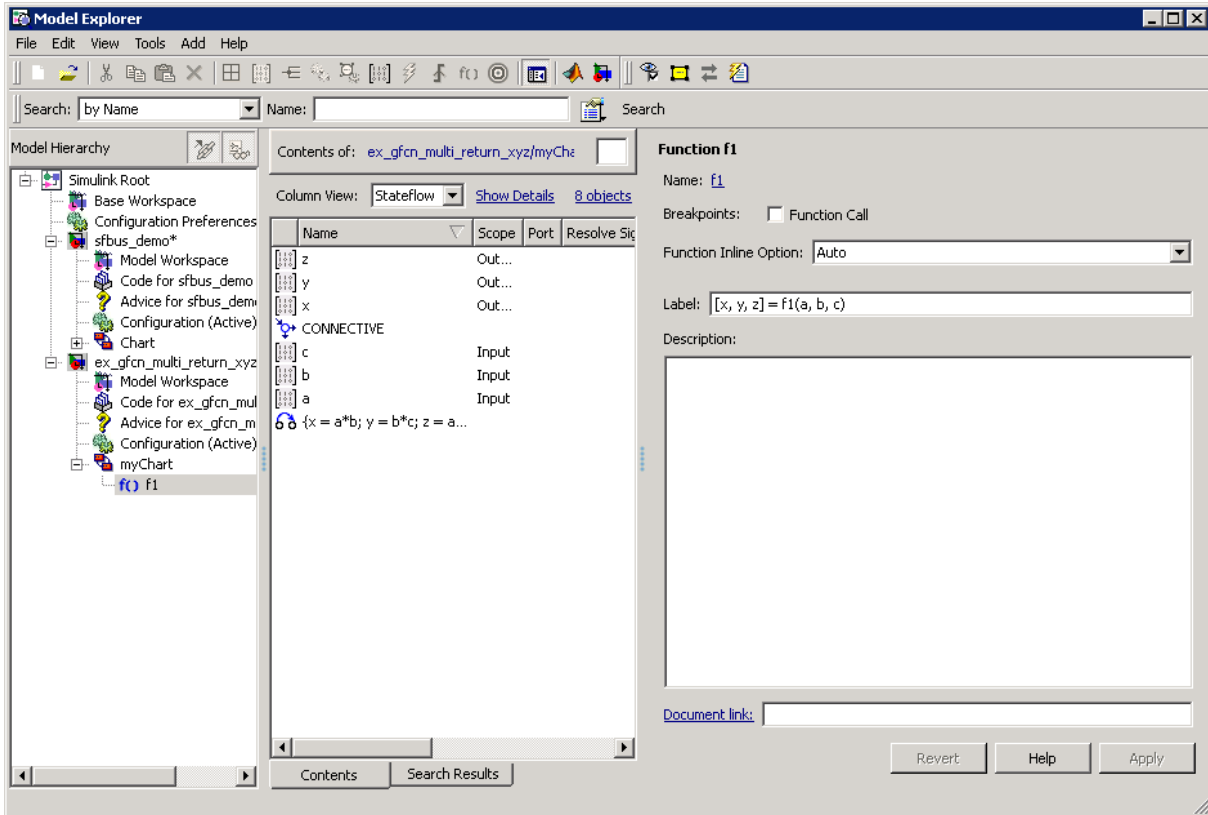 Model Explorer
File Edit View Tools Add Help
Search: by Name Name: Search
Model Hierarchy
Simulink Root
Base Workspace
Configuration Preferences
sfbus_demo*
Model Workspace
Code for sfbus_demo
Advice for sfbus_dem
Configuration (Active)
Chart
ex_gfcn_multi_return_xyz
Model Workspace
Code for ex_gfcn_mul
Advice for ex_gfcn_m
Configuration (Active)
myChart
f() f1
Contents of: ex_gfcn_multi_return_xyz/myCha
Column View: Stateflow Show Details 8 objects
Name Scope Port Resolve Sig
z Out...
y Out...
x Out...
CONNECTIVE
c Input
b Input
a Input
{x = a*b; y = b*c; z = a...
Contents Search Results
Function f1
Name: f1
Breakpoints: Function Call
Function Inline Option: Auto
Label: [x, y, z] = f1(a, b, c)
Description:
Document link:
Revert Help Apply